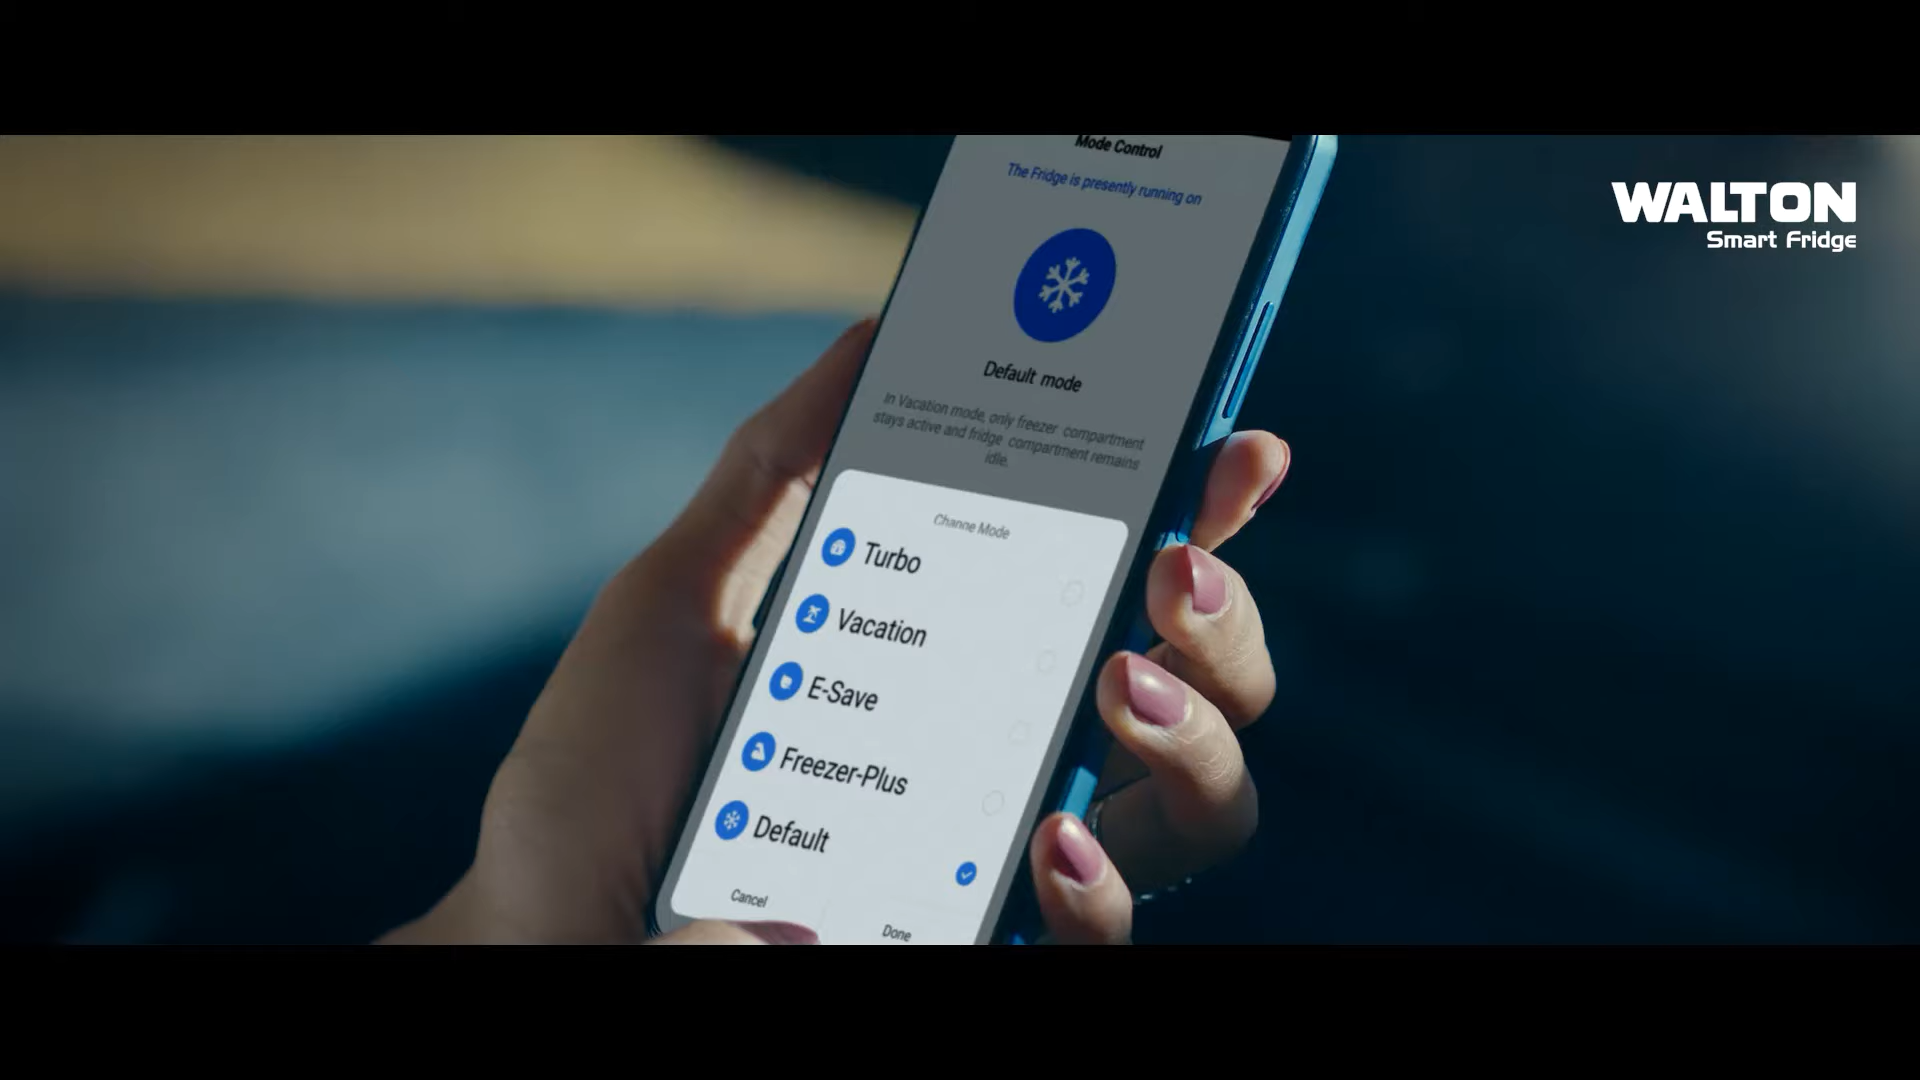 Mode Control
The Fridge is presently running on
WALTON
Smart Fridge
Default mode
In Vacation mode, only freezer compartment
stays active and fridge compartment remains
idle.
Change Mode
Turbo
Vacation
E-Save
Freezer-Plus
Default
Cancel
Done